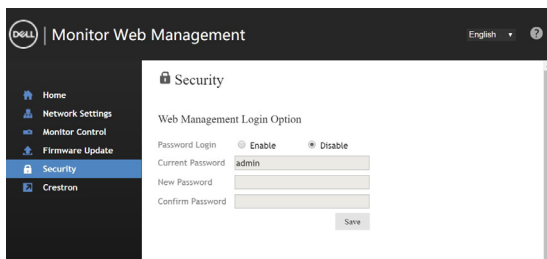 DELL | Monitor Web Management
English
?
Home
Network Settings
Monitor Control
Firmware Update
Security
Crestron
Security
Web Management Login Option
Password Login Enable Disable
Current Password admin
New Password
Confirm Password
Save